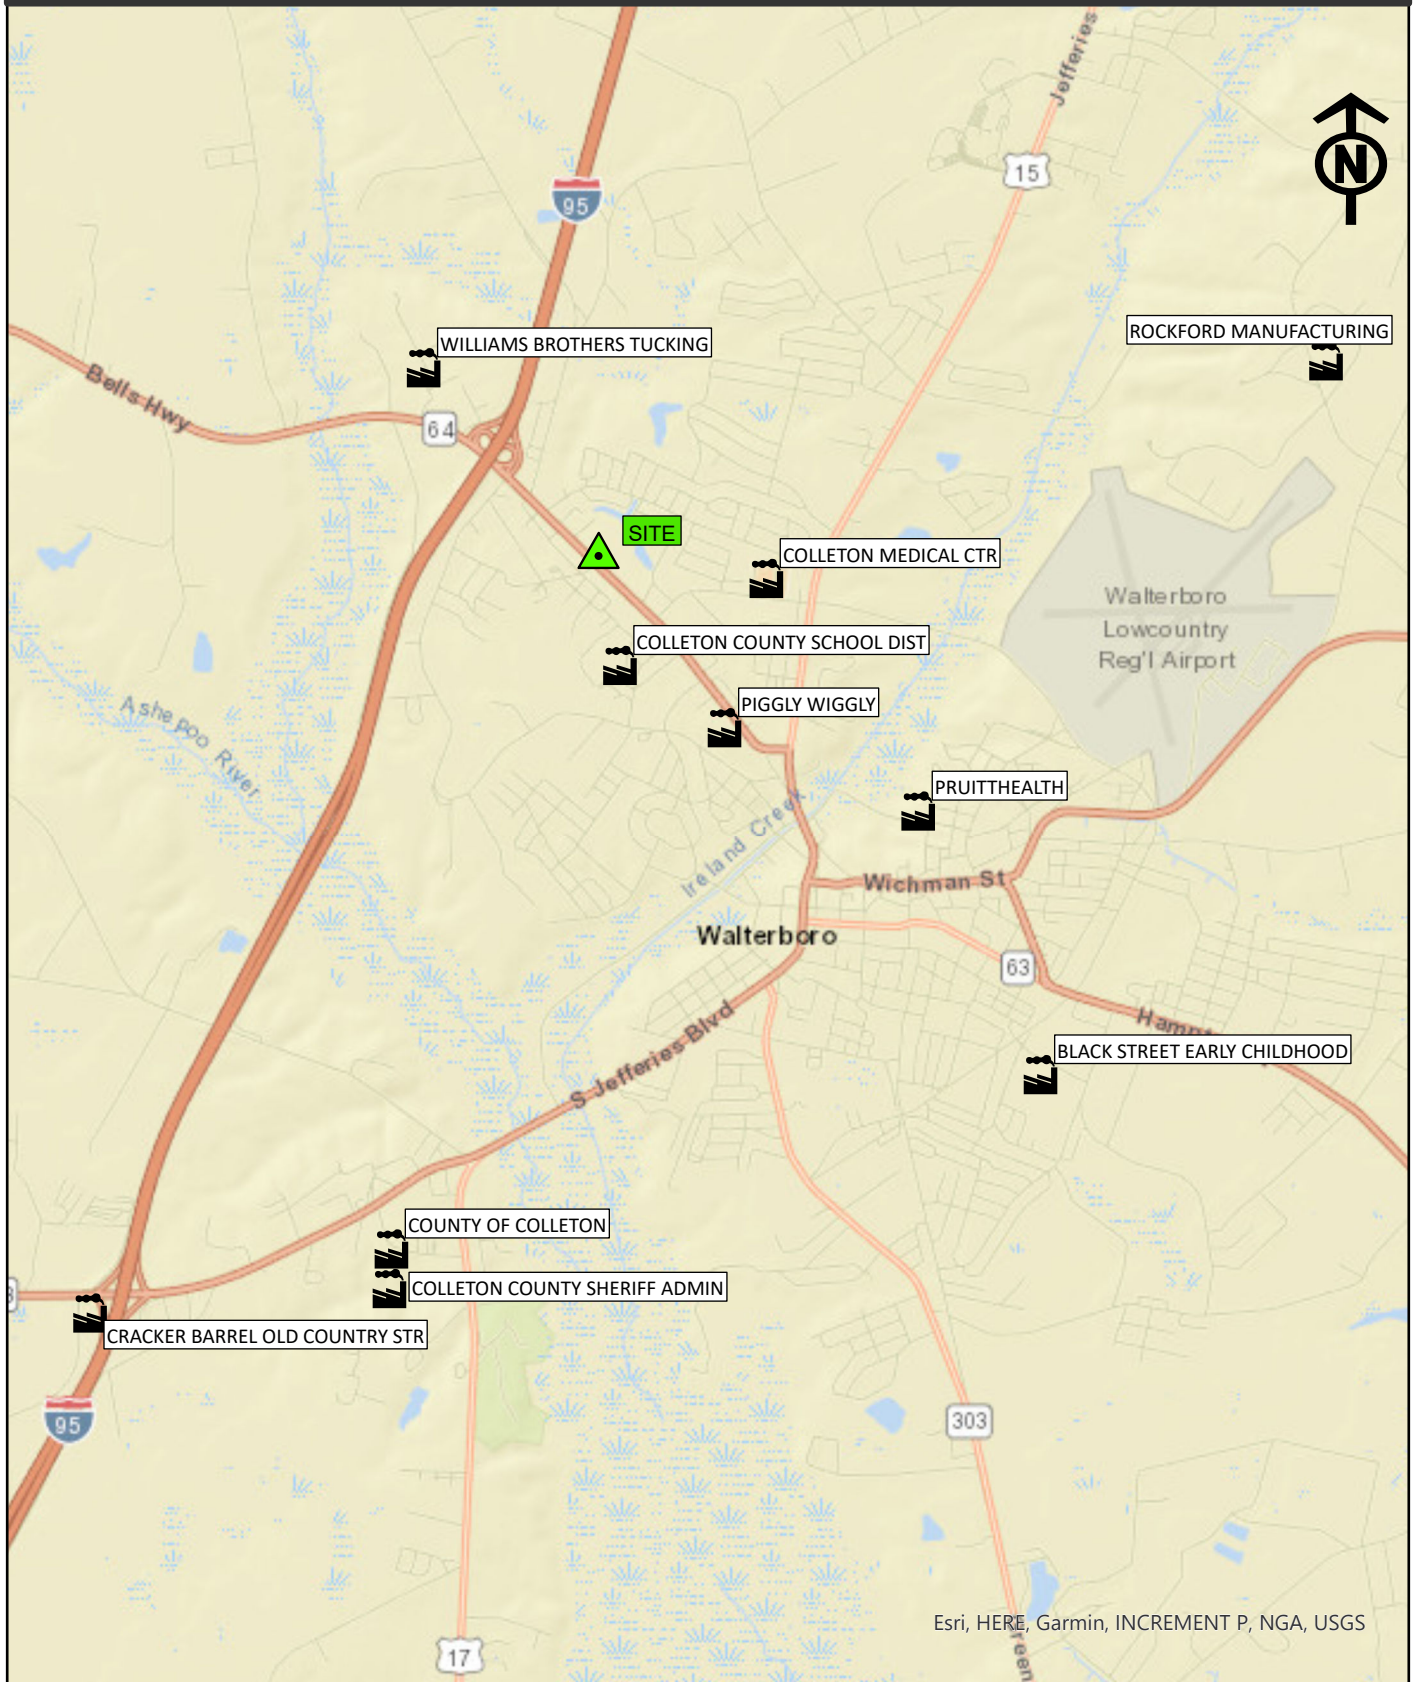 Jefferies
15
N
95
ROCKFORD MANUFACTURING
WILLIAMS BROTHERS TUCKING
Bells Hwy
64
SITE
COLLETON MEDICAL CTR
Walterboro
Lowcountry
Reg'l Airport
COLLETON COUNTY SCHOOL DIST
PIGGLY WIGGLY
Ashepoo River
PRUITTHEALTH
Ireland Creek
Wichman St
Walterboro
63
S Jefferies Blvd
Hampt
BLACK STREET EARLY CHILDHOOD
COUNTY OF COLLETON
COLLETON COUNTY SHERIFF ADMIN
3
CRACKER BARREL OLD COUNTRY STR
95
303
Esri, HERE, Garmin, INCREMENT P, NGA, USGS
reen
17